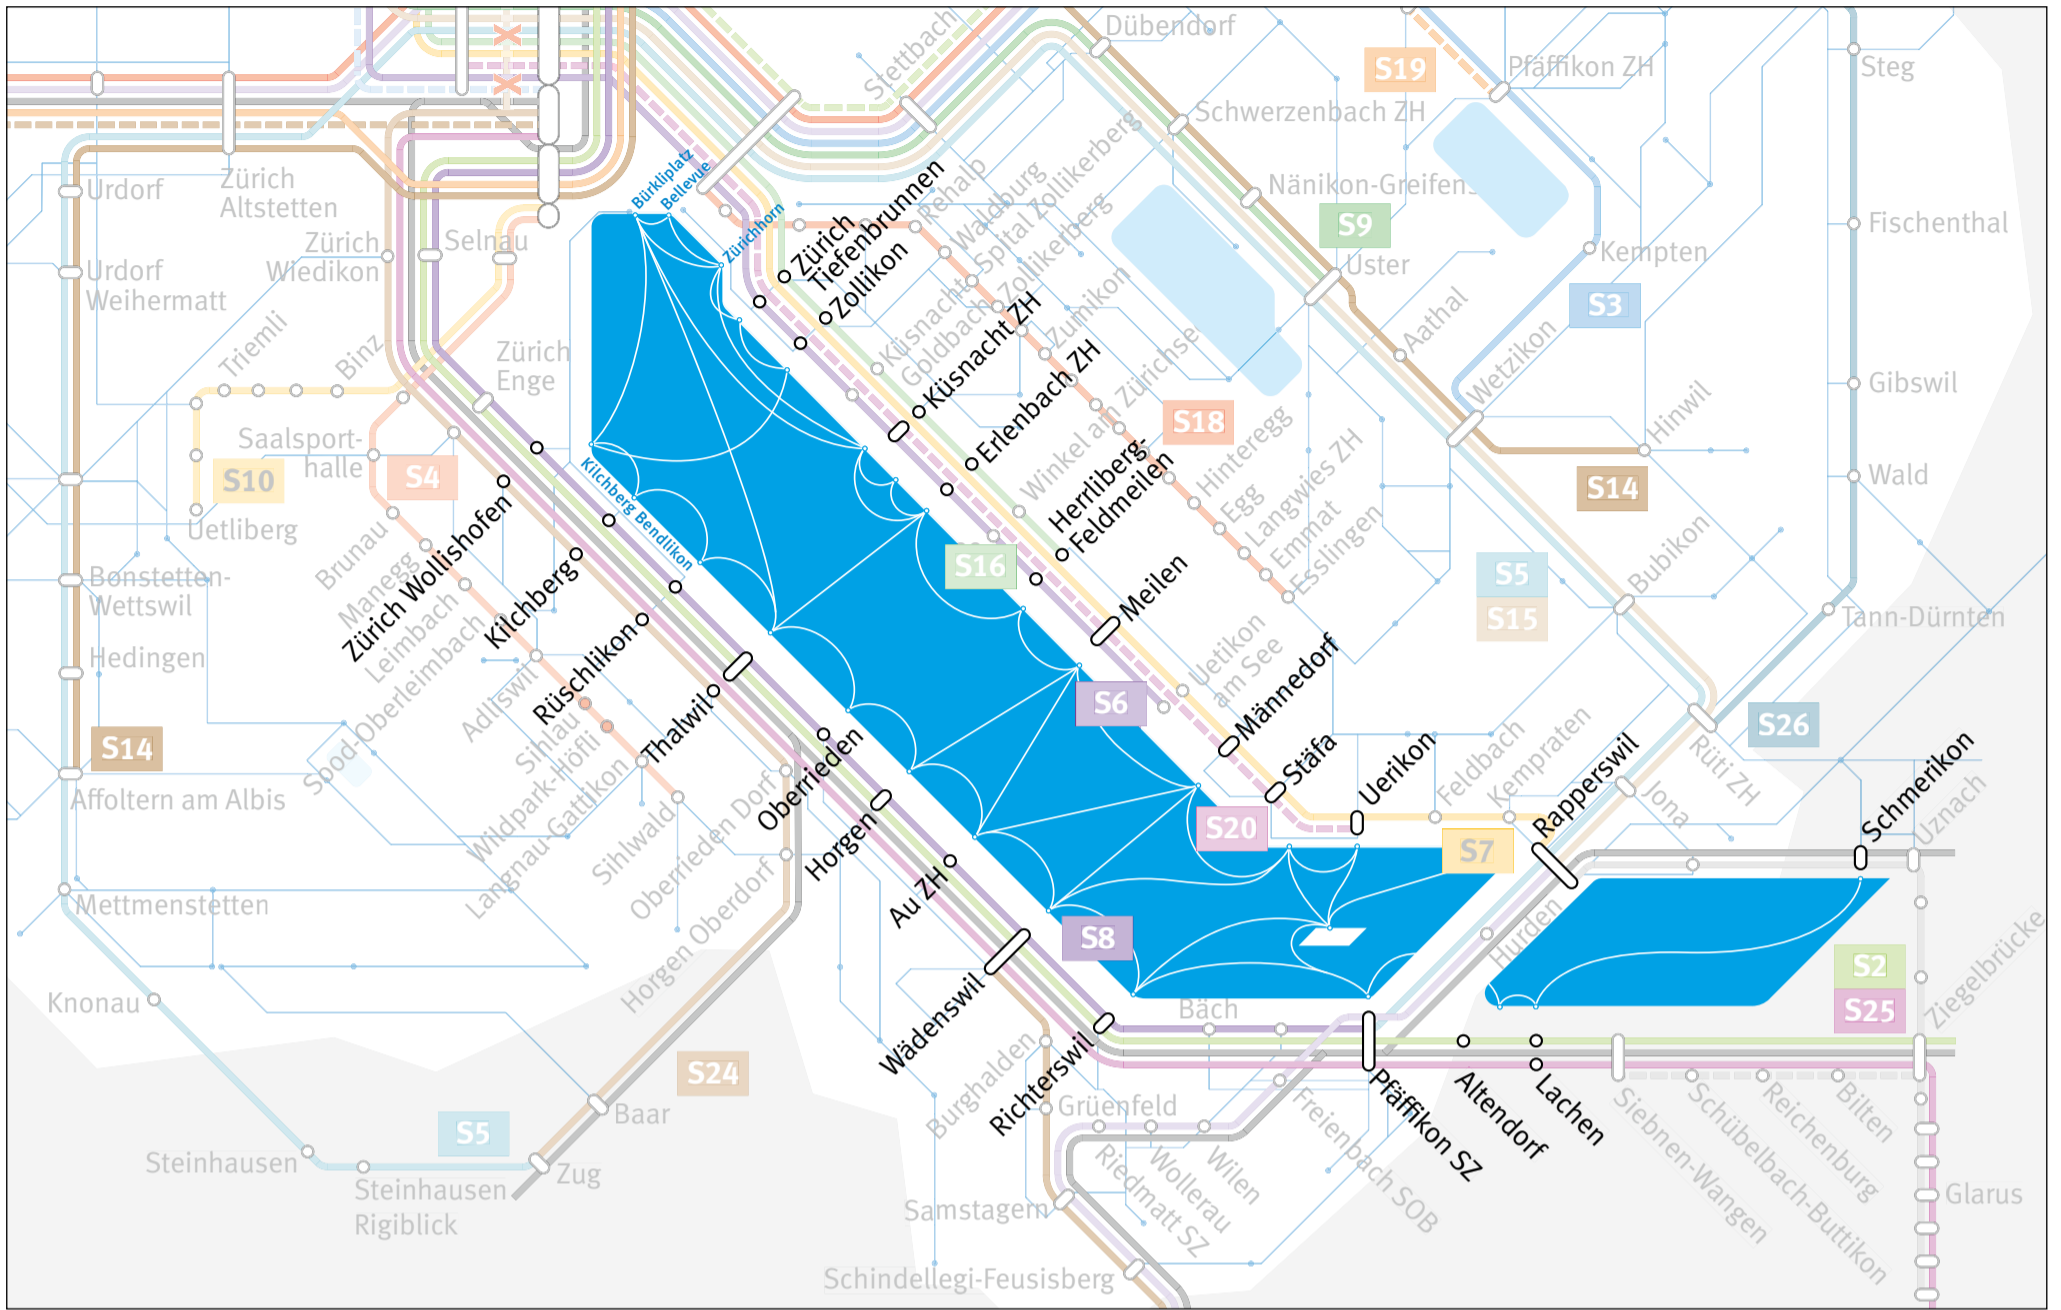 Dübendorf
Stettbach
S19
Pfäffikon ZH
Steg
Schwerzenbach ZH
Bürkliplatz
Bellevue
Zürichhorn
Urdorf
Zürich
Altstetten
Zürich
Wiedikon
Selnau
Zürich
Tiefenbrunnen
Zollikon
Rehalp
Waldburg
Spital Zollikerberg
Zollikerberg
Nänikon-Greifens
S9
Fischenthal
Urdorf
Weihermatt
Küsnacht
Goldbach
Küsnacht ZH
Zumikon
Uster
Kempten
S3
Aathal
Triemli
Binz
Zürich
Enge
Erlenbach ZH
Winkel am Zürichse
Wetzikon
Gibswil
Saalsport-
halle
S10
S4
S18
Hinwil
Wald
S14
Uetliberg
Kilchberg Bendlikon
Herrliberg-
Feldmeilen
Hinteregg
Egg
Langwies ZH
Emmat
Esslingen
Brunau
Manegg
Leimbach
Sood-Oberleimbach
Zürich Wollishofen
Kilchberg
S16
Meilen
S5
S15
Bubikon
Tann-Dürnten
Bonstetten-
Wettswil
Hedingen
Adliswil
Rüschlikon
Thalwil
Uetikon
am See
Männedorf
S6
S14
Sihlau
Wildpark-Höfli
Langnau-Gattikon
Sihlwald
Oberrieden
Oberrieden Dorf
Horgen
Horgen Oberdorf
Stäfa
Uerikon
Feldbach
Kempraten
Rapperswil
Jona
Rüti ZH
S26
Schmerikon
Uznach
Affoltern am Albis
S20
S7
Au ZH
Mettmenstetten
S8
Hurden
S2
S25
Ziegelbrücke
Knonau
Wädenswil
Richterswil
Bäch
S24
Burghalden
Grüenfeld
Pfäffikon SZ
Altendorf
Lachen
Siebnen-Wangen
Schübelbach-Buttikon
Reichenburg
Bilten
Baar
S5
Steinhausen
Steinhausen
Rigiblick
Zug
Samstagern
Riedmatt SZ
Wollerau
Wilen
Freienbach SOB
Glarus
Schindellegi-Feusisberg